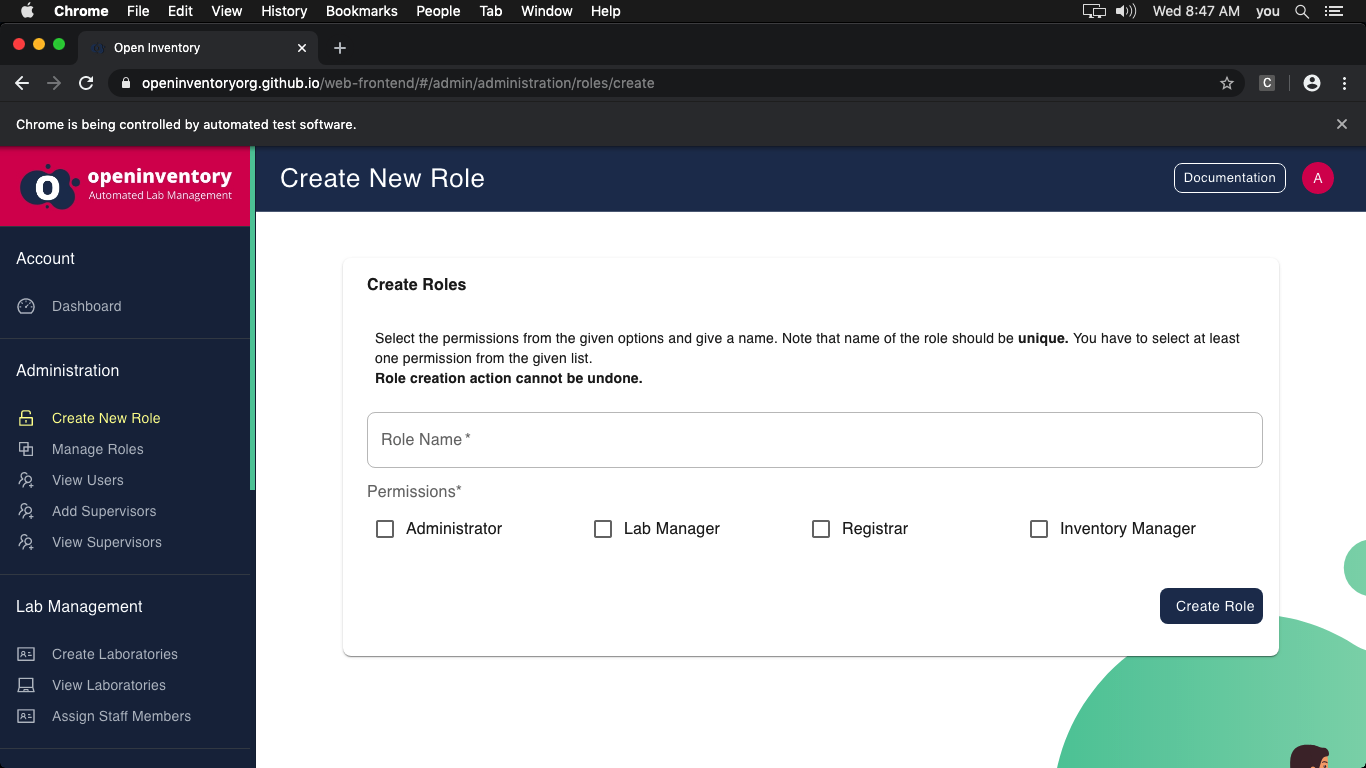 Chrome File Edit View History Bookmarks People Tab Window Help Wed 8:47 AM you
Open Inventory
openinventoryorg.github.io/web-frontend/#/admin/administration/roles/create C
Chrome is being controlled by automated test software.
openinventory
Automated Lab Management
Create New Role
Documentation
A
Account
Dashboard
Administration
Create New Role
Manage Roles
View Users
Add Supervisors
View Supervisors
Lab Management
Create Laboratories
View Laboratories
Assign Staff Members
Create Roles
Select the permissions from the given options and give a name. Note that name of the role should be unique. You have to select at least
one permission from the given list.
Role creation action cannot be undone.
Role Name*
Permissions*
Administrator Lab Manager Registrar Inventory Manager
Create Role